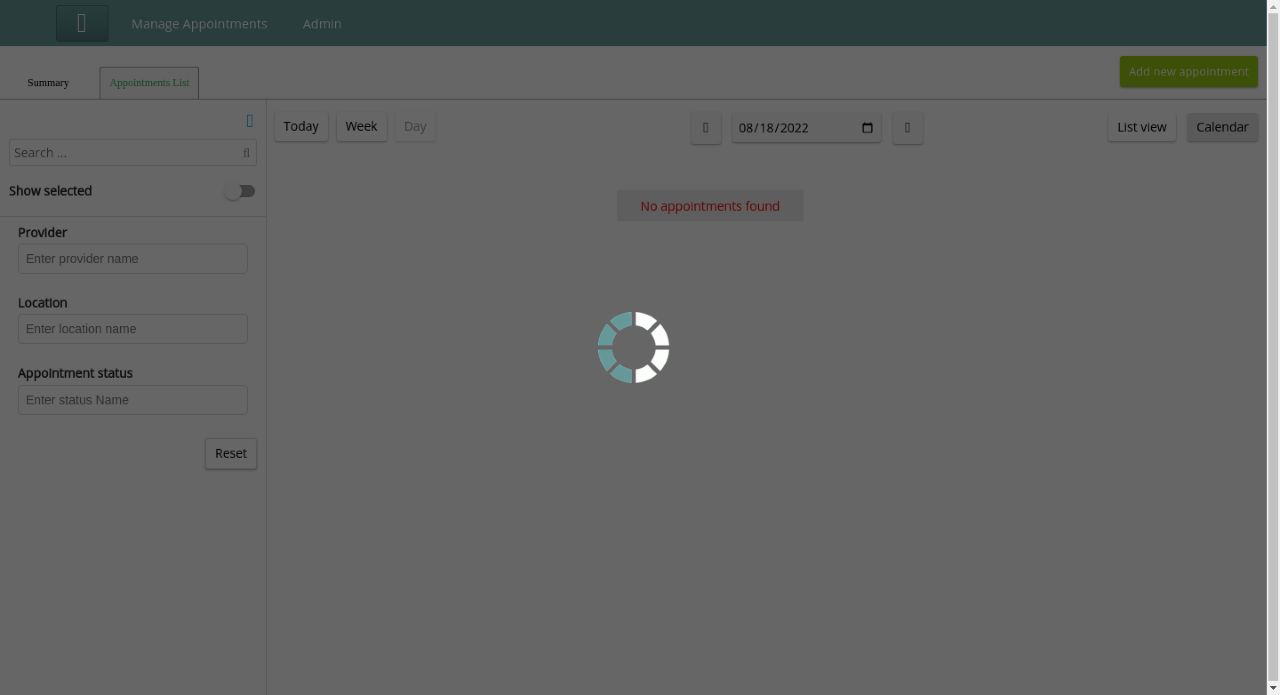 Manage Appointments Admin
Summary Appointments List Add new appointment
Today Week Day 08/18/2022 List view Calendar
Search ...
Show selected
No appointments found
Provider
Enter provider name
Location
Enter location name
Appointment status
Enter status Name
Reset